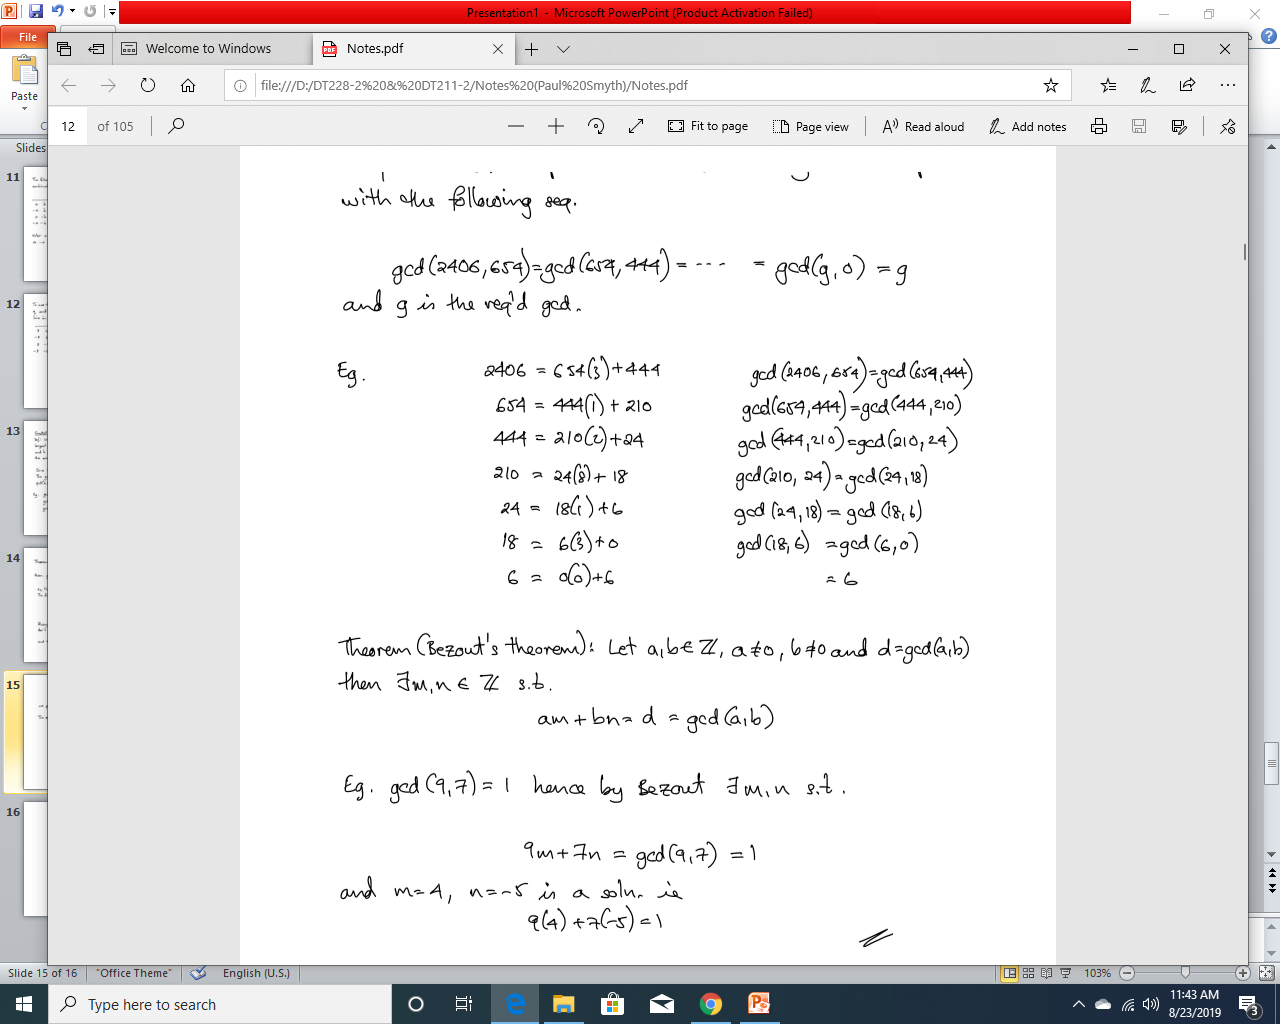 Presentation1 - Microsoft PowerPoint (Product Activation Failed)
File
Welcome to Windows
Notes.pdf
Paste
file:///D:/DT228-2%20&%20DT211-2/Notes%20(Paul%20Smyth)/Notes.pdf
12 of 105
Fit to page
Page view
Read aloud
Add notes
Slides
11
12
13
14
15
16
with the following seq.
gcd(2406,654)=gcd(654,444)=---- = gcd(g,0) = g
and g is the req'd gcd.
Eg.
2406 = 654(3)+444 gcd(2406,654)=gcd(654,444)
654 = 444(1)+210 gcd(654,444)=gcd(444,210)
444 = 210(2)+24 gcd(444,210)=gcd(210,24)
210 = 24(8)+18 gcd(210,24)=gcd(24,18)
24 = 18(1)+6 gcd(24,18)=gcd(18,6)
18 = 6(3)+0 gcd(18,6) =gcd(6,0)
6 = 0(0)+6 = 6
Theorem (Bezout's theorem): Let a,b∈ℤ, a≠0, b≠0 and d=gcd(a,b)
then ∃m,n∈ℤ s.t.
am+bn=d=gcd(a,b)
Eg. gcd(9,7)=1 hence by Bezout ∃m,n s.t.
9m+7n = gcd(9,7) = 1
and m=4, n=-5 is a soln. ie
9(4)+7(-5)=1
Slide 15 of 16
"Office Theme"
English (U.S.)
103%
Type here to search
11:43 AM
8/23/2019
3